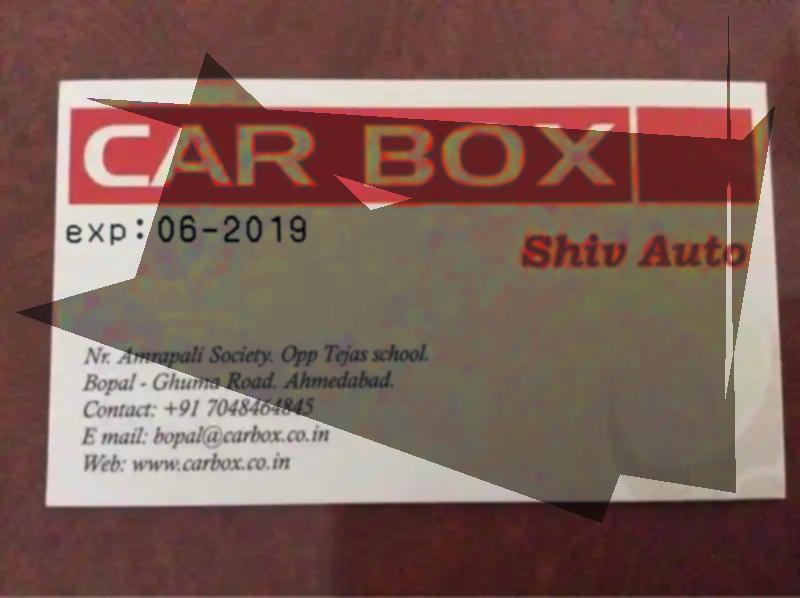 CAR BOX
exp:06-2019
Shiv Auto
Nr. Amrapali Society. Opp Tejas school.
Bopal - Ghuma Road. Ahmedabad.
Contact: +91 7048464845
E mail: bopal@carbox.co.in
Web: www.carbox.co.in